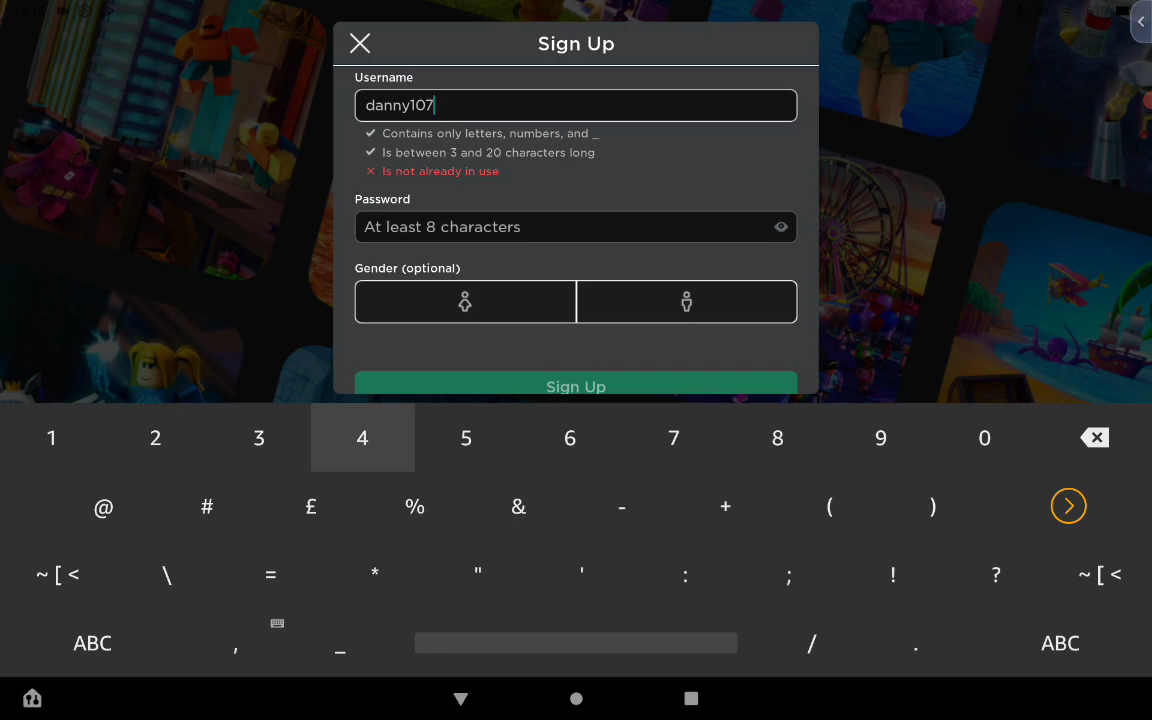 Sign Up
Username
danny107
Contains only letters, numbers, and _
Is between 3 and 20 characters long
Is not already in use
Password
At least 8 characters
Gender (optional)
Sign Up
1 2 3 4 5 6 7 8 9 0
@ # £ % & - + ( )
~ [ < \ = * " ' : ; ! ? ~ [ <
ABC , _ / . ABC